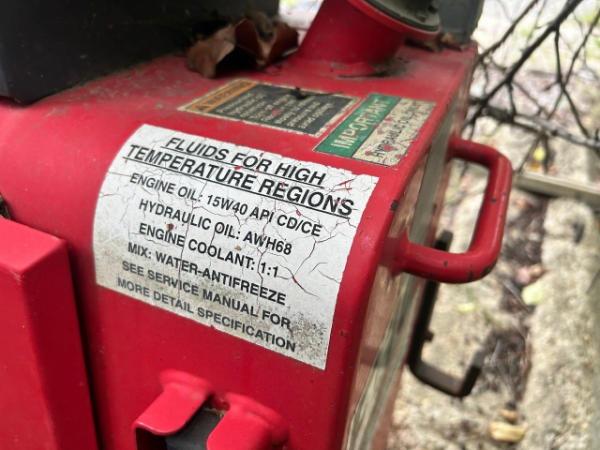 IMPORTANT
FLUIDS FOR HIGH
TEMPERATURE REGIONS
ENGINE OIL: 15W40 API CD/CE
HYDRAULIC OIL: AWH68
ENGINE COOLANT: 1:1
MIX: WATER-ANTIFREEZE
SEE SERVICE MANUAL FOR
MORE DETAIL SPECIFICATION